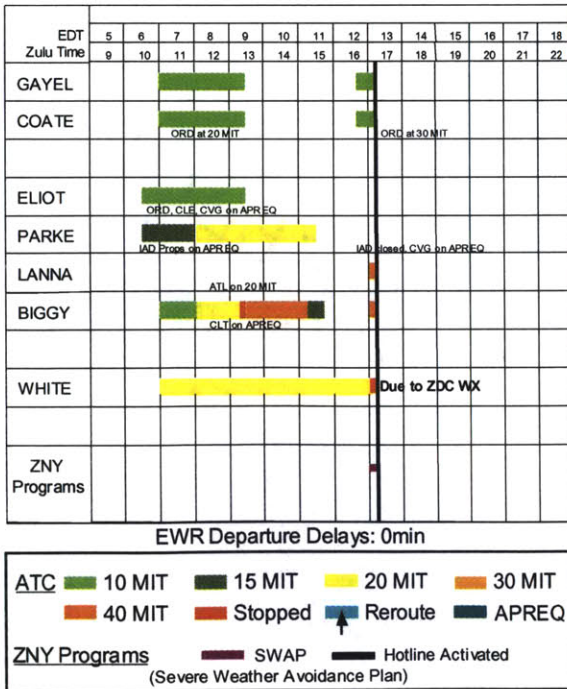 EDT 5 6 7 8 9 10 11 12 13 14 15 16 17 18
Zulu Time 9 10 11 12 13 14 15 16 17 18 19 20 21 22
GAYEL
COATE
ORD at 20 MIT ORD at 30 MIT
ELIOT
ORD, CLE, CVG on APREQ
PARKE
IAD Props on APREQ IAD closed, CVG on APREQ
LANNA
ATL on 20 MIT
BIGGY
CLT on APREQ
WHITE Due to ZDC WX
ZNY
Programs
EWR Departure Delays: 0min
ATC 10 MIT 15 MIT 20 MIT 30 MIT
40 MIT Stopped Reroute APREQ
ZNY Programs SWAP Hotline Activated
(Severe Weather Avoidance Plan)